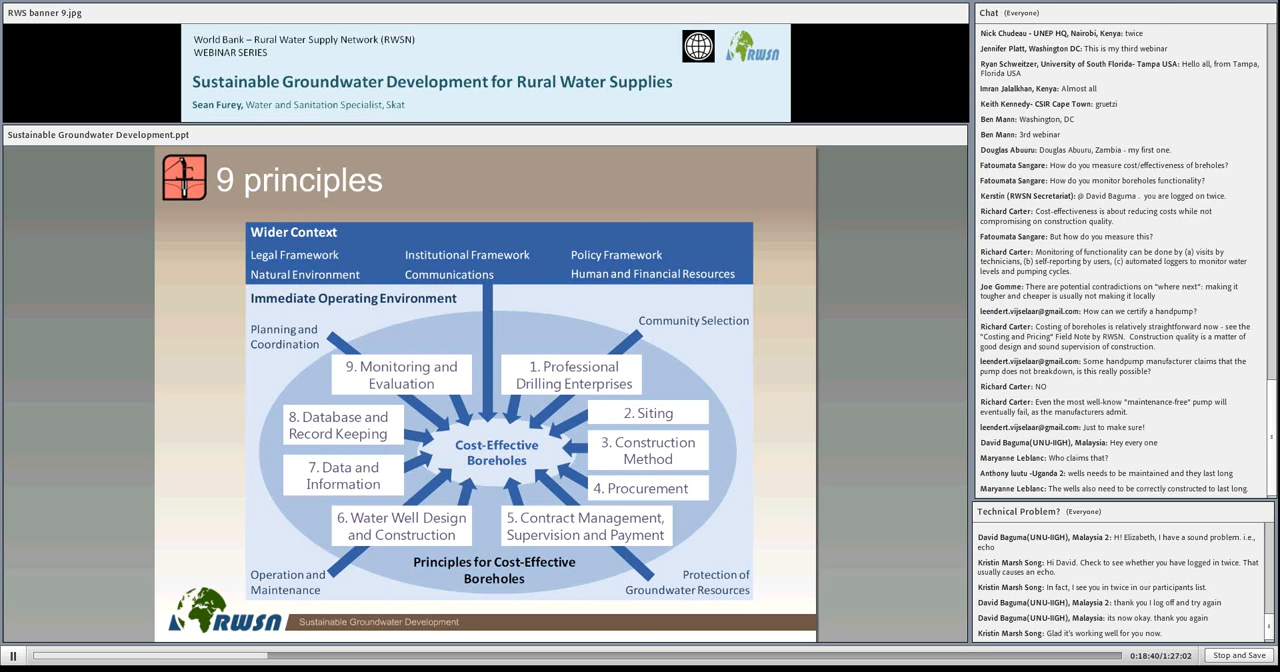 RWS banner 9.jpg
World Bank – Rural Water Supply Network (RWSN)
WEBINAR SERIES
RWSN
Sustainable Groundwater Development for Rural Water Supplies
Sean Furey, Water and Sanitation Specialist, Skat
Sustainable Groundwater Development.ppt
9 principles
Wider Context
Legal Framework
Institutional Framework
Policy Framework
Natural Environment
Communications
Human and Financial Resources
Immediate Operating Environment
Planning and
Coordination
Community Selection
9. Monitoring and
Evaluation
1. Professional
Drilling Enterprises
8. Database and
Record Keeping
2. Siting
Cost-Effective
Boreholes
3. Construction
Method
7. Data and
Information
4. Procurement
6. Water Well Design
and Construction
5. Contract Management,
Supervision and Payment
Principles for Cost-Effective
Boreholes
Operation and
Maintenance
Protection of
Groundwater Resources
RWSN
Sustainable Groundwater Development
Chat (Everyone)
Nick Chudeau - UNEP HQ, Nairobi, Kenya: twice
Jennifer Platt, Washington DC: This is my third webinar
Ryan Schweitzer, University of South Florida- Tampa USA: Hello all, from Tampa,
Florida USA
Imran Jalalkhan, Kenya: Almost all
Keith Kennedy- CSIR Cape Town: gruetzi
Ben Mann: Washington, DC
Ben Mann: 3rd webinar
Douglas Abuuru: Douglas Abuuru, Zambia - my first one.
Fatoumata Sangare: How do you measure cost/effectiveness of breholes?
Fatoumata Sangare: How do you monitor boreholes functionality?
Kerstin (RWSN Secretariat): @ David Baguma . you are logged on twice.
Richard Carter: Cost-effectiveness is about reducing costs while not
compromising on construction quality.
Fatoumata Sangare: But how do you measure this?
Richard Carter: Monitoring of functionality can be done by (a) visits by
technicians, (b) self-reporting by users, (c) automated loggers to monitor water
levels and pumping cycles.
Joe Gomme: There are potential contradictions on "where next": making it
tougher and cheaper is usually not making it locally
leendert.vijselaar@gmail.com: How can we certify a handpump?
Richard Carter: Costing of boreholes is relatively straightforward now - see the
"Costing and Pricing" Field Note by RWSN. Construction quality is a matter of
good design and sound supervision of construction.
leendert.vijselaar@gmail.com: Some handpump manufacturer claims that the
pump does not breakdown, is this really possible?
Richard Carter: NO
Richard Carter: Even the most well-know "maintenance-free" pump will
eventually fail, as the manufacturers admit.
leendert.vijselaar@gmail.com: Just to make sure!
David Baguma(UNU-IIGH), Malaysia: Hey every one
Maryanne Leblanc: Who claims that?
Anthony luutu -Uganda 2: wells needs to be maintained and they last long
Maryanne Leblanc: The wells also need to be correctly constructed to last long.
Technical Problem? (Everyone)
David Baguma(UNU-IIGH), Malaysia 2: H! Elizabeth, I have a sound problem. i.e.,
echo
Kristin Marsh Song: Hi David. Check to see whether you have logged in twice. That
usually causes an echo.
Kristin Marsh Song: In fact, I see you in twice in our participants list.
David Baguma(UNU-IIGH), Malaysia 2: thank you I log off and try again
David Baguma(UNU-IIGH), Malaysia: its now okay. thank you again
Kristin Marsh Song: Glad it's working well for you now.
0:18:40/1:27:02
Stop and Save